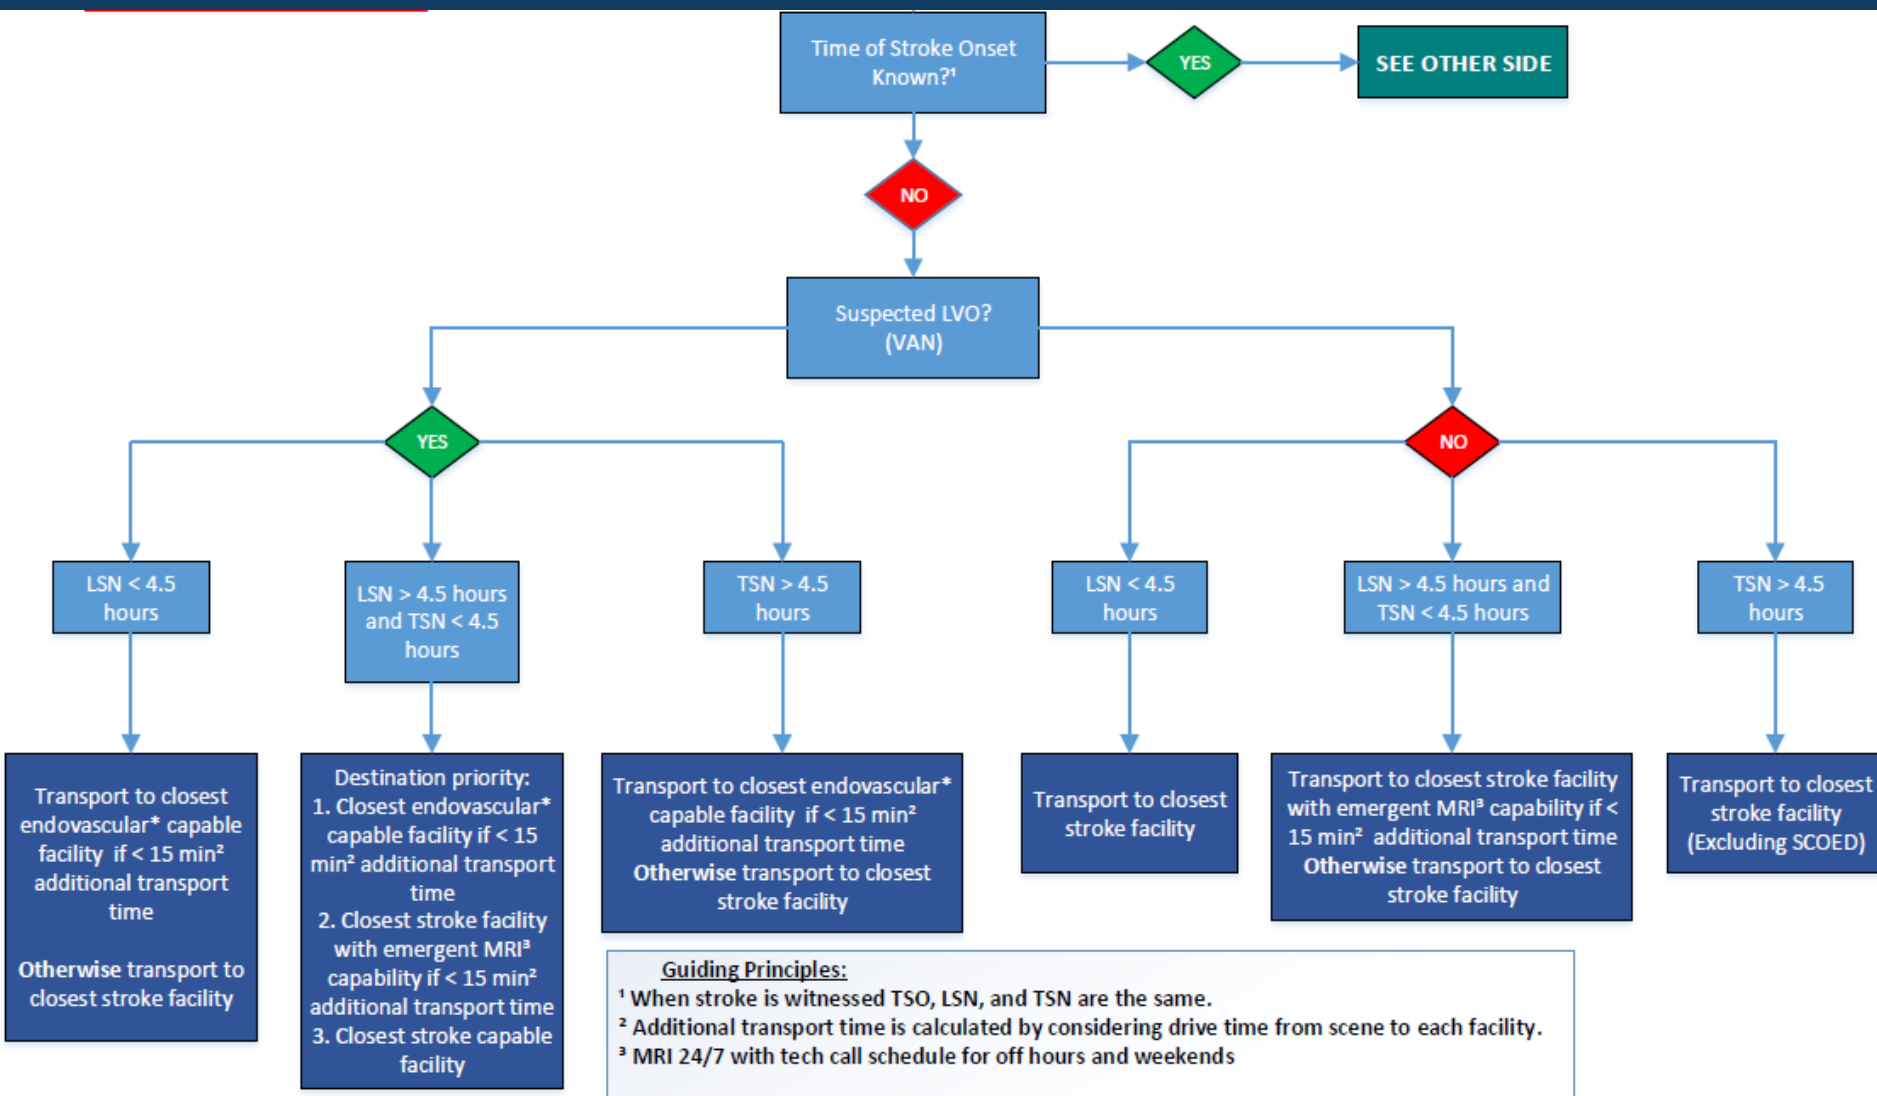 Time of Stroke Onset
Known?¹
YES
SEE OTHER SIDE
NO
Suspected LVO?
(VAN)
YES
NO
LSN < 4.5
hours
LSN > 4.5 hours
and TSN < 4.5
hours
TSN > 4.5
hours
LSN < 4.5
hours
LSN > 4.5 hours and
TSN < 4.5 hours
TSN > 4.5
hours
Transport to closest
endovascular* capable
facility if < 15 min²
additional transport
time
Otherwise transport to
closest stroke facility
Destination priority:
1. Closest endovascular*
capable facility if < 15
min² additional transport
time
2. Closest stroke facility
with emergent MRI³
capability if < 15 min²
additional transport time
3. Closest stroke capable
facility
Transport to closest endovascular*
capable facility if < 15 min²
additional transport time
Otherwise transport to closest
stroke facility
Transport to closest
stroke facility
Transport to closest stroke facility
with emergent MRI³ capability if <
15 min² additional transport time
Otherwise transport to closest
stroke facility
Transport to closest
stroke facility
(Excluding SCOED)
Guiding Principles:
¹ When stroke is witnessed TSO, LSN, and TSN are the same.
² Additional transport time is calculated by considering drive time from scene to each facility.
³ MRI 24/7 with tech call schedule for off hours and weekends